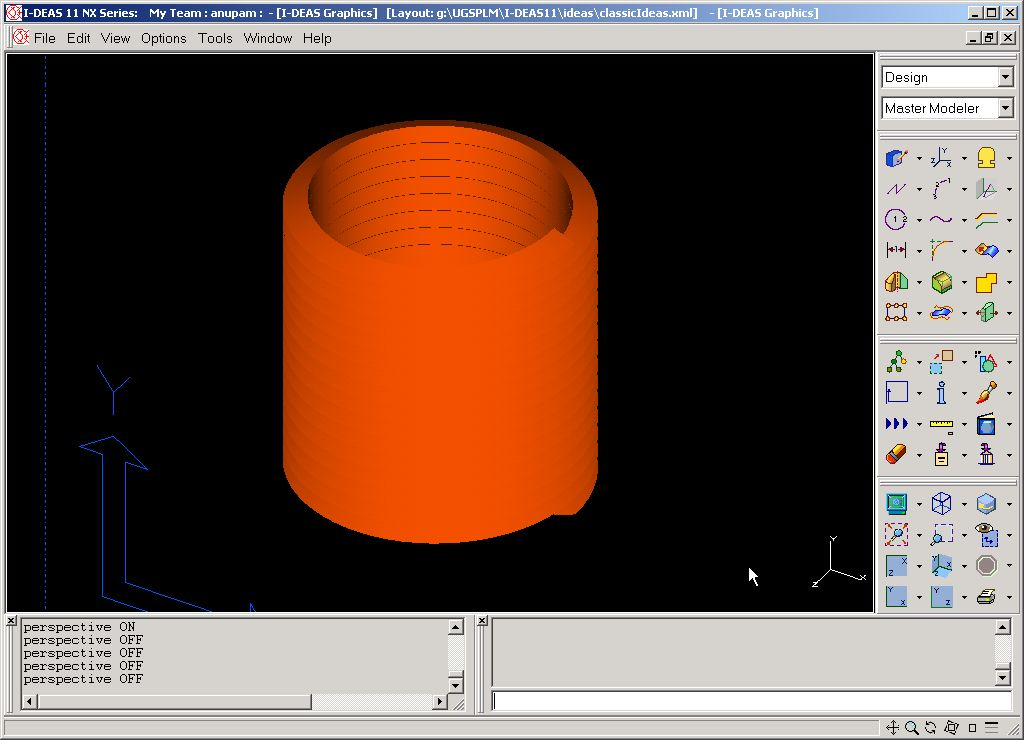 I-DEAS 11 NX Series: My Team : anupam : - [I-DEAS Graphics] [Layout: g:\UGSPLM\I-DEAS11\ideas\classicIdeas.xml] - [I-DEAS Graphics]
File Edit View Options Tools Window Help
Design
Master Modeler
Y
Y
X
Z
perspective ON
perspective OFF
perspective OFF
perspective OFF
perspective OFF